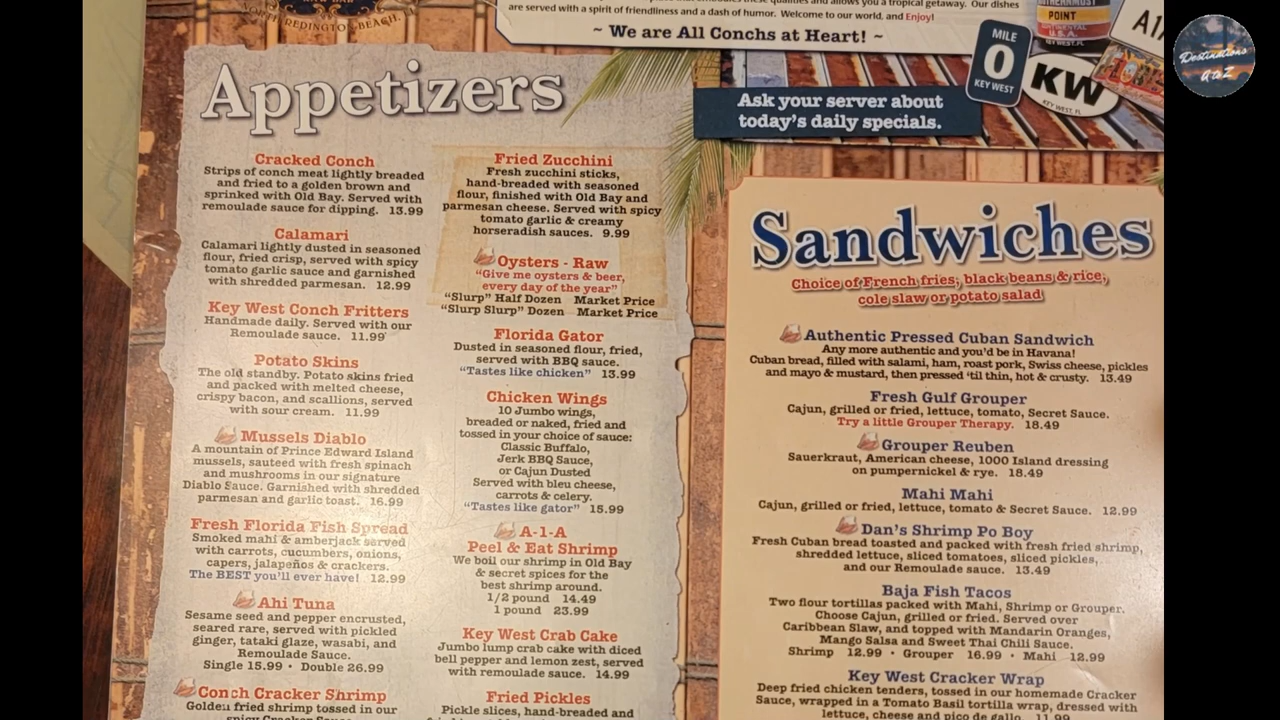 NORTH REDINGTON BEACH, FL
are served with a spirit of friendliness and a dash of humor. Welcome to our world, and Enjoy!
~ We are All Conchs at Heart! ~
POINT
U.S.A.
KEY WEST, FL
A1A
MILE
0
KEY WEST
KW
KEY WEST, FL
Destinations
A to Z
Ask your server about
today's daily specials.
Appetizers
Cracked Conch
Strips of conch meat lightly breaded
and fried to a golden brown and
sprinked with Old Bay. Served with
remoulade sauce for dipping. 13.99
Calamari
Calamari lightly dusted in seasoned
flour, fried crisp, served with spicy
tomato garlic sauce and garnished
with shredded parmesan. 12.99
Key West Conch Fritters
Handmade daily. Served with our
Remoulade sauce. 11.99
Potato Skins
The old standby. Potato skins fried
and packed with melted cheese,
crispy bacon, and scallions, served
with sour cream. 11.99
Mussels Diablo
A mountain of Prince Edward Island
mussels, sauteed with fresh spinach
and mushrooms in our signature
Diablo Sauce. Garnished with shredded
parmesan and garlic toast. 16.99
Fresh Florida Fish Spread
Smoked mahi & amberjack served
with carrots, cucumbers, onions,
capers, jalapeños & crackers.
The BEST you'll ever have! 12.99
Ahi Tuna
Sesame seed and pepper encrusted,
seared rare, served with pickled
ginger, tataki glaze, wasabi, and
Remoulade Sauce.
Single 15.99 • Double 26.99
Conch Cracker Shrimp
Golden fried shrimp tossed in our
spicy Cracker Sauce
Fried Zucchini
Fresh zucchini sticks,
hand-breaded with seasoned
flour, finished with Old Bay and
parmesan cheese. Served with spicy
tomato garlic & creamy
horseradish sauces. 9.99
Oysters - Raw
"Give me oysters & beer,
every day of the year"
"Slurp" Half Dozen Market Price
"Slurp Slurp" Dozen Market Price
Florida Gator
Dusted in seasoned flour, fried,
served with BBQ sauce.
"Tastes like chicken" 13.99
Chicken Wings
10 Jumbo wings,
breaded or naked, fried and
tossed in your choice of sauce:
Classic Buffalo,
Jerk BBQ Sauce,
or Cajun Dusted
Served with bleu cheese,
carrots & celery.
"Tastes like gator" 15.99
A-1-A
Peel & Eat Shrimp
We boil our shrimp in Old Bay
& secret spices for the
best shrimp around.
1/2 pound 14.49
1 pound 23.99
Key West Crab Cake
Jumbo lump crab cake with diced
bell pepper and lemon zest, served
with remoulade sauce. 14.99
Fried Pickles
Pickle slices, hand-breaded and
Sandwiches
Choice of French fries, black beans & rice,
cole slaw or potato salad
Authentic Pressed Cuban Sandwich
Any more authentic and you'd be in Havana!
Cuban bread, filled with salami, ham, roast pork, Swiss cheese, pickles
and mayo & mustard, then pressed 'til thin, hot & crusty. 13.49
Fresh Gulf Grouper
Cajun, grilled or fried, lettuce, tomato, Secret Sauce.
Try a little Grouper Therapy. 18.49
Grouper Reuben
Sauerkraut, American cheese, 1000 Island dressing
on pumpernickel & rye. 18.49
Mahi Mahi
Cajun, grilled or fried, lettuce, tomato & Secret Sauce. 12.99
Dan's Shrimp Po Boy
Fresh Cuban bread toasted and packed with fresh fried shrimp,
shredded lettuce, sliced tomatoes, sliced pickles,
and our Remoulade sauce. 13.49
Baja Fish Tacos
Two flour tortillas packed with Mahi, Shrimp or Grouper.
Choose Cajun, grilled or fried. Served over
Caribbean Slaw, and topped with Mandarin Oranges,
Mango Salsa and Sweet Thai Chili Sauce.
Shrimp 12.99 • Grouper 16.99 • Mahi 12.99
Key West Cracker Wrap
Deep fried chicken tenders, tossed in our homemade Cracker
Sauce, wrapped in a Tomato Basil tortilla wrap, dressed with
lettuce, cheese and pico de gallo. 11.99